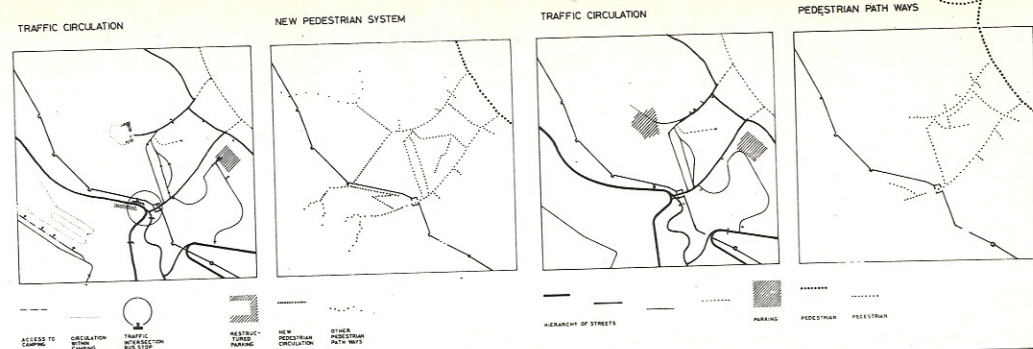 TRAFFIC CIRCULATION
NEW PEDESTRIAN SYSTEM
TRAFFIC CIRCULATION
PEDESTRIAN PATH WAYS
ACCESS TO
CAMPING
CIRCULATION
WITHIN
CAMPING
TRAFFIC
INTERSECTION
BUS STOP
RESTRUC-
TURED
PARKING
NEW
PEDESTRIAN
CIRCULATION
OTHER
PEDESTRIAN
PATH WAYS
HIERARCHY OF STREETS
PARKING
PEDESTRIAN
PEDESTRIAN